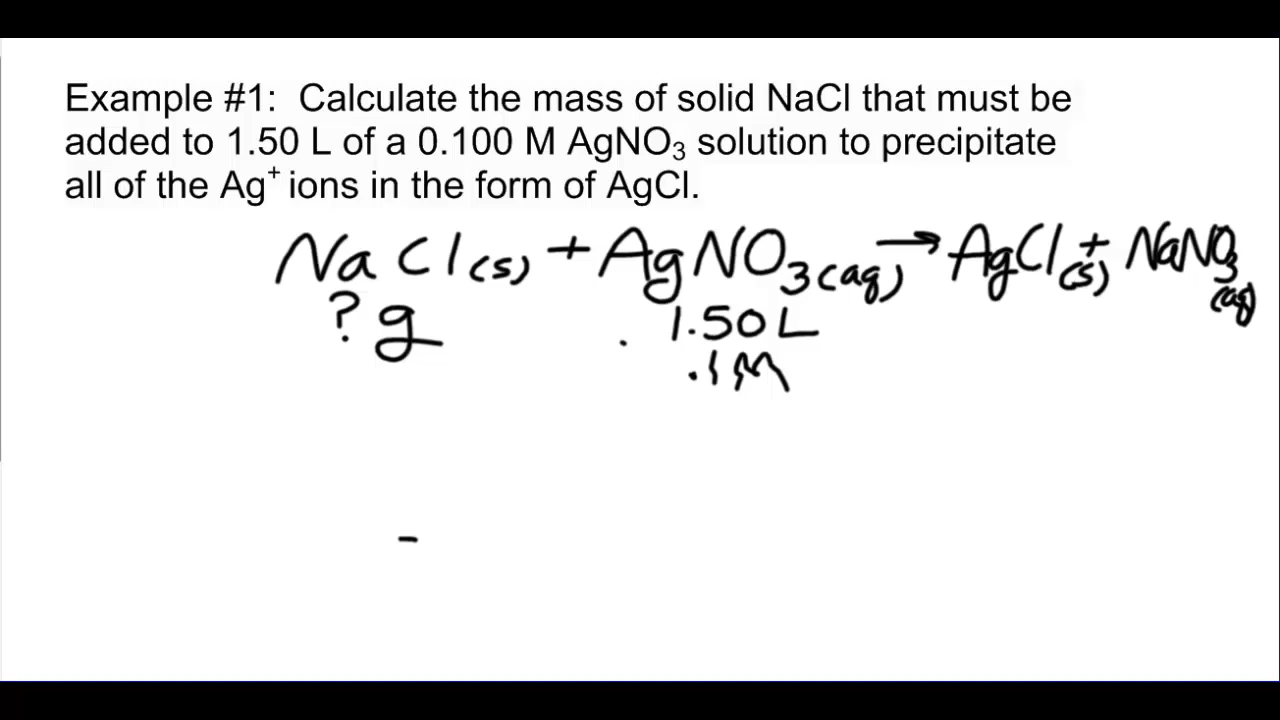 Example #1: Calculate the mass of solid NaCl that must be
added to 1.50 L of a 0.100 M AgNO₃ solution to precipitate
all of the Ag⁺ ions in the form of AgCl.
NaCl(s) + AgNO₃(aq) → AgCl(s) + NaNO₃(aq)
? g 1.50 L
.1M